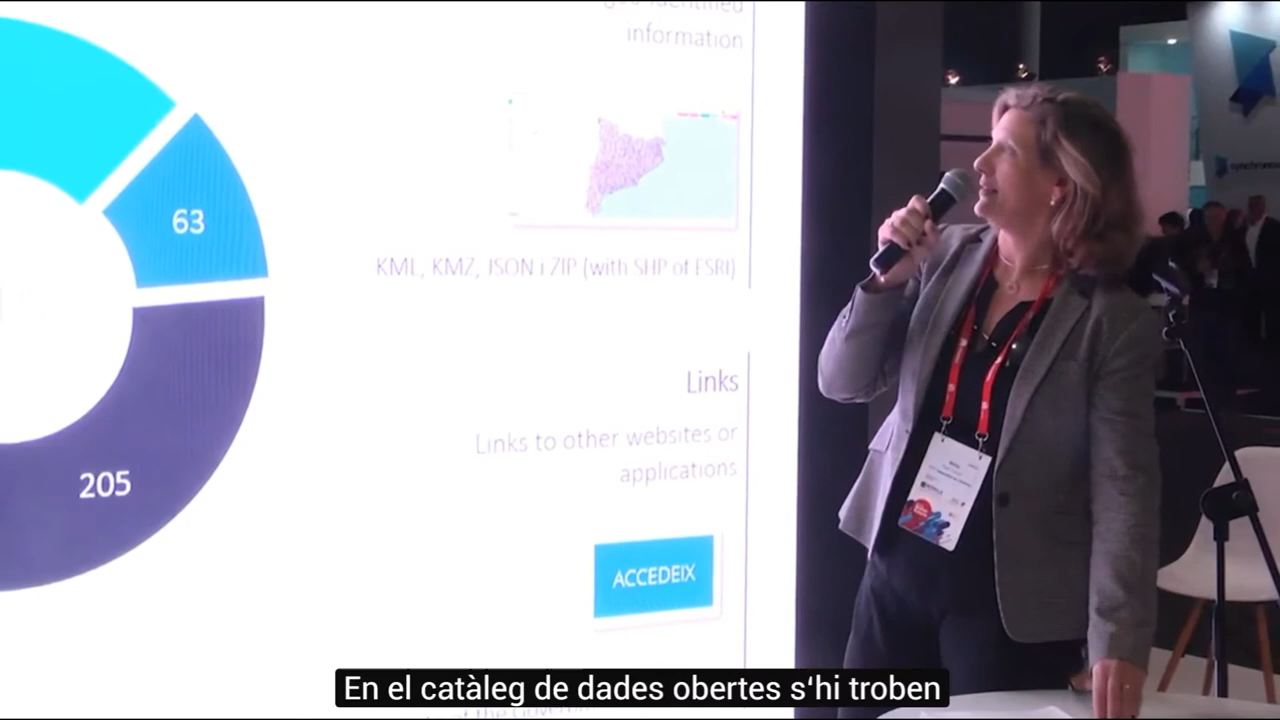 information
63
KML, KMZ, JSON i ZIP (with SHP of ESRI)
205
Links
Links to other websites or
applications
ACCEDEIX
En el catàleg de dades obertes s‘hi troben